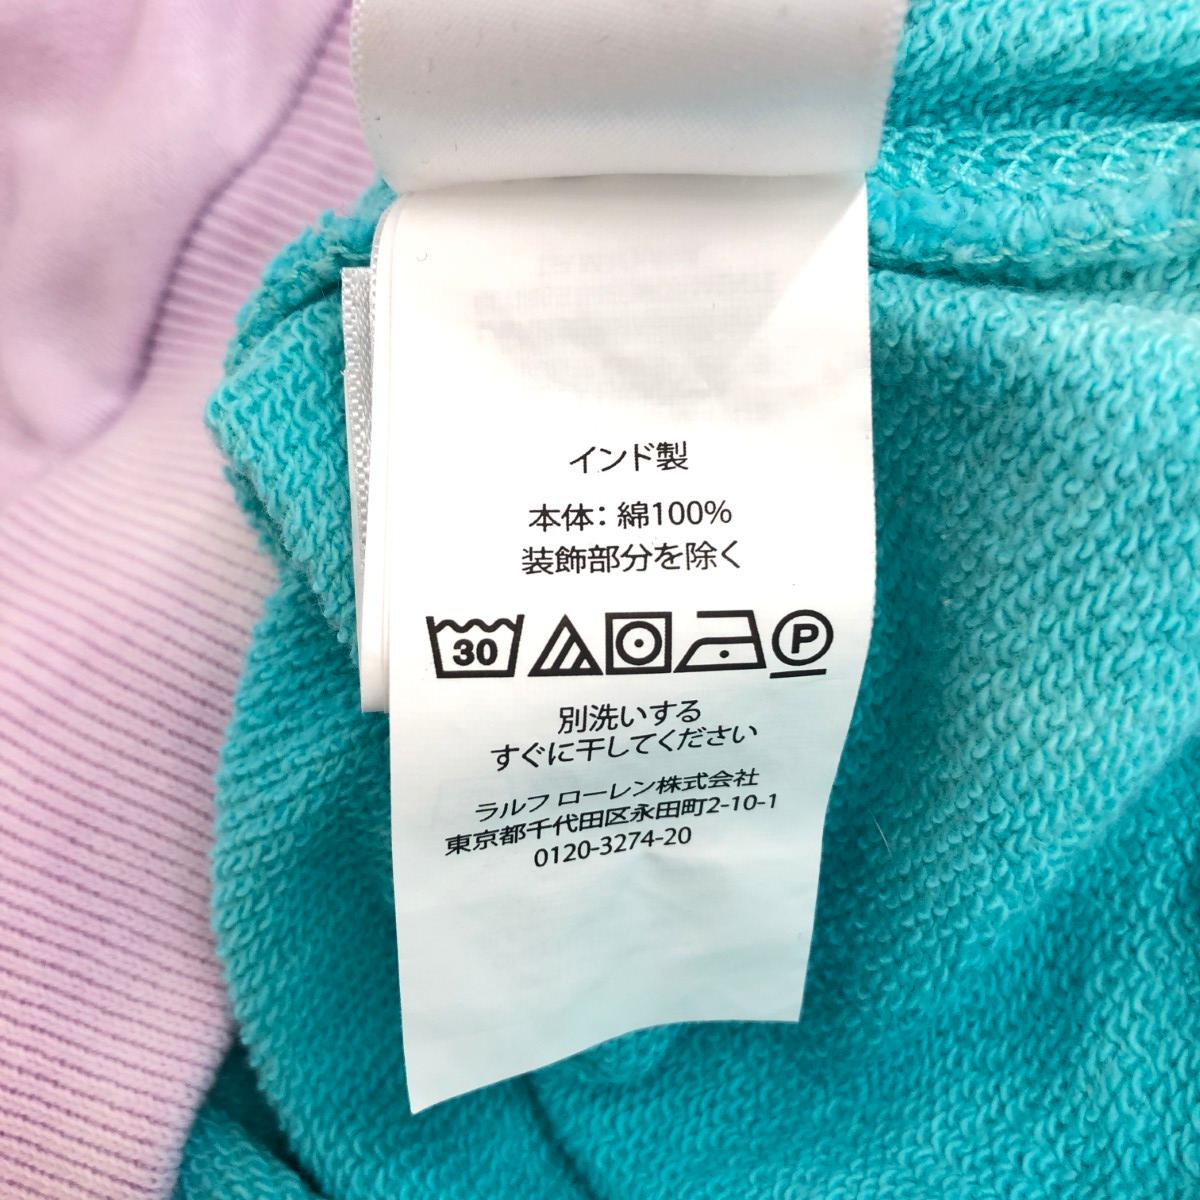 インド製
本体: 綿100%
装飾部分を除く
30 P
別洗いする
すぐに干してください
ラルフ ローレン株式会社
東京都千代田区永田町2-10-1
0120-3274-20